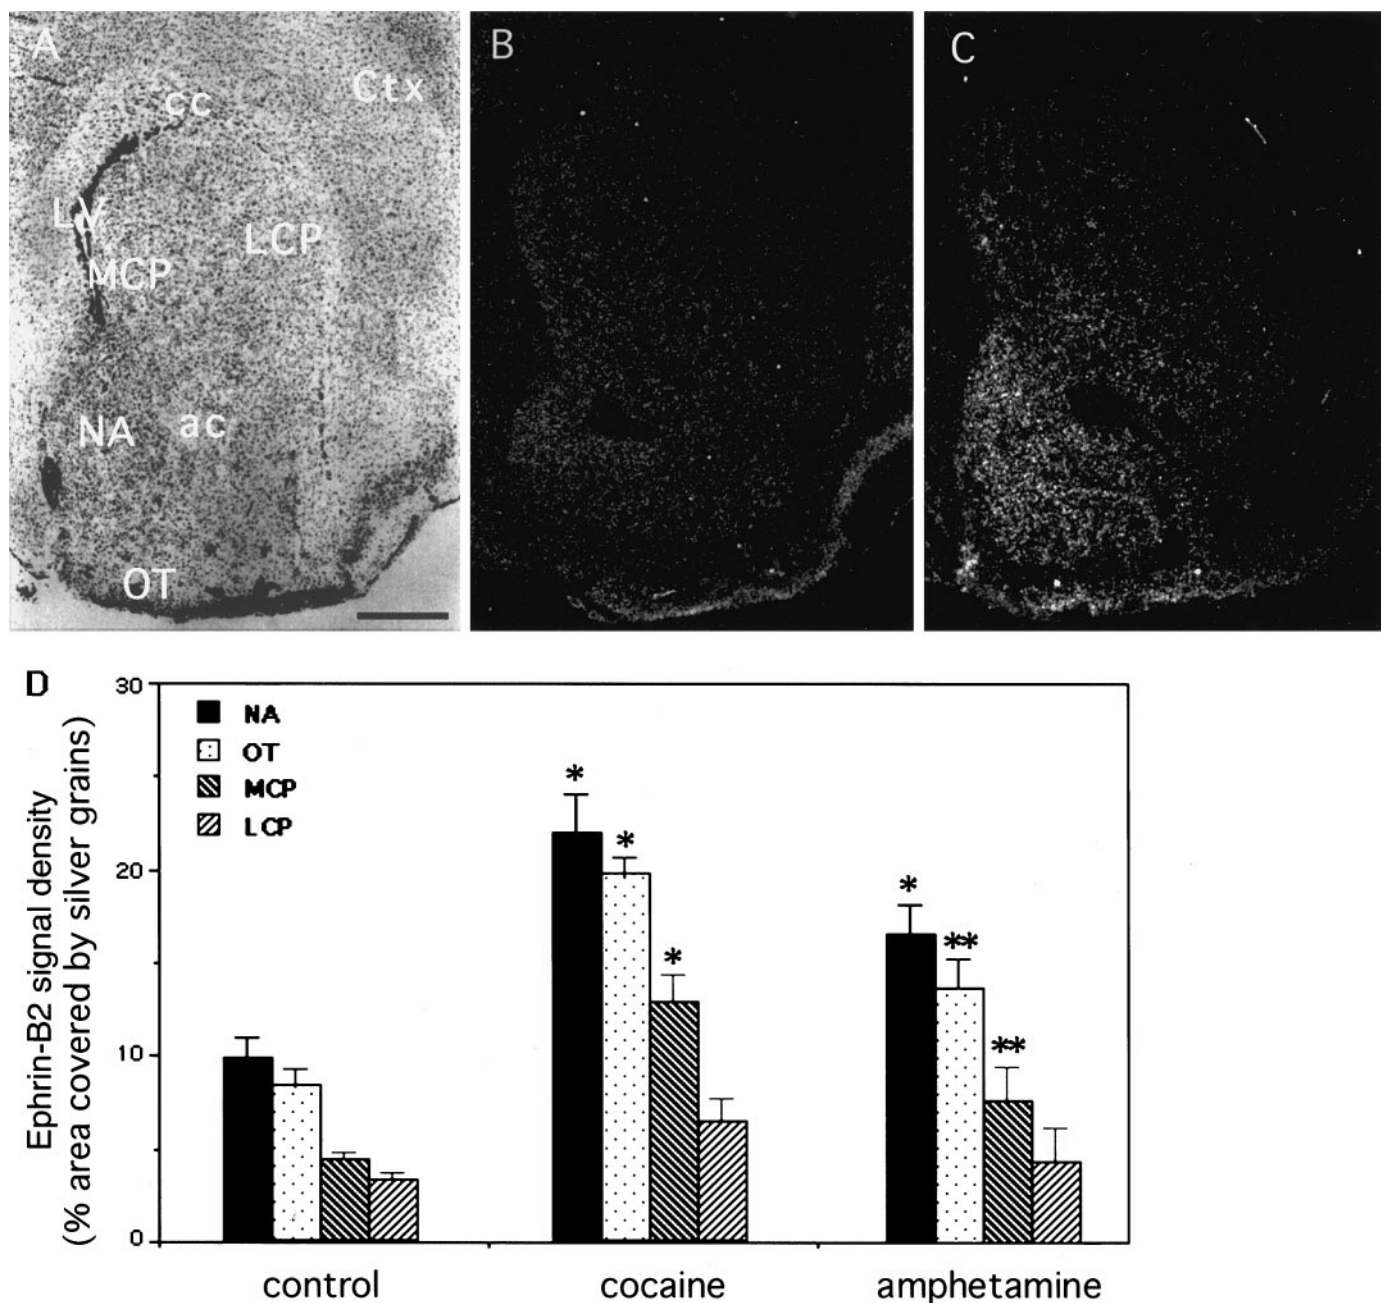 A
B
C
cc
Ctx
LV
LCP
MCP
NA
ac
OT
D
30
20
10
0
Ephrin-B2 signal density
(% area covered by silver grains)
NA
OT
MCP
LCP
*
*
*
*
**
**
control
cocaine
amphetamine